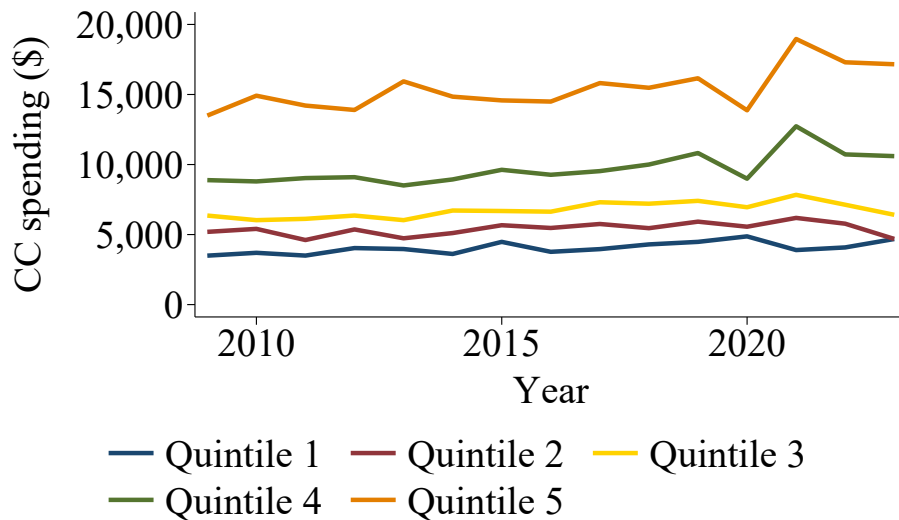 20,000
15,000
10,000
5,000
0
CC spending ($)
2010 2015 2020
Year
Quintile 1 Quintile 2 Quintile 3
Quintile 4 Quintile 5